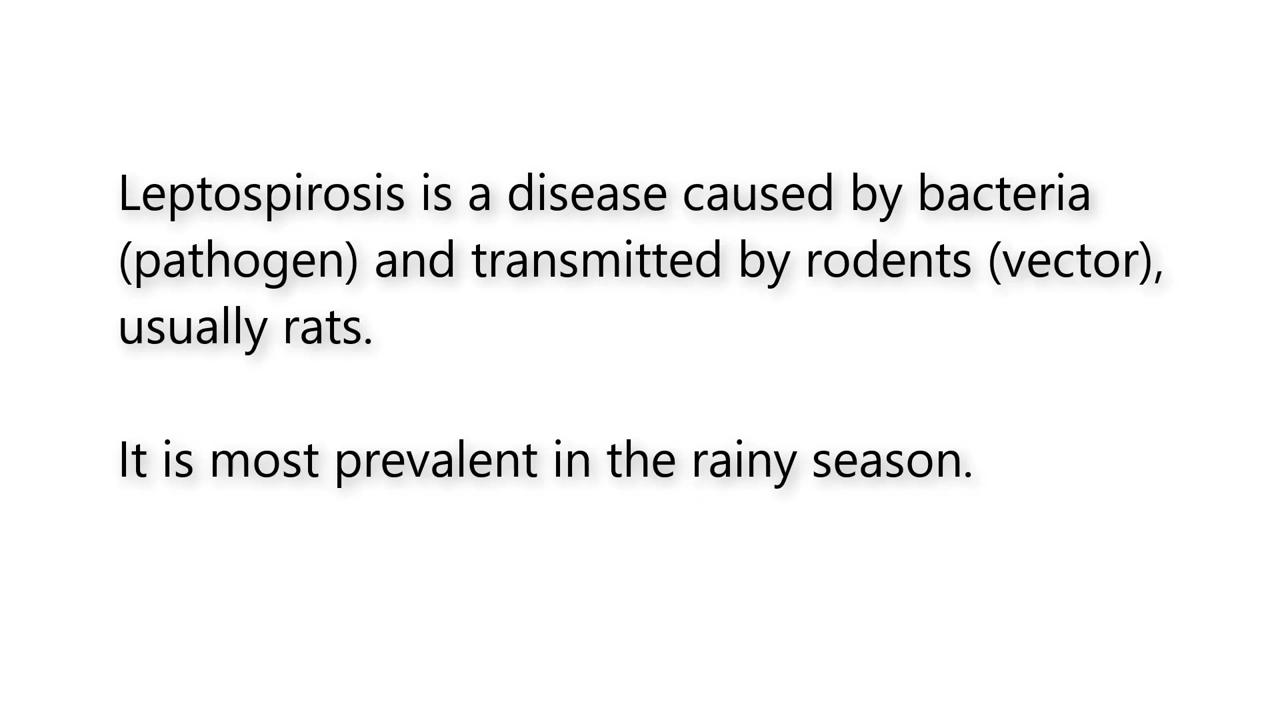 Leptospirosis is a disease caused by bacteria
(pathogen) and transmitted by rodents (vector),
usually rats.
It is most prevalent in the rainy season.